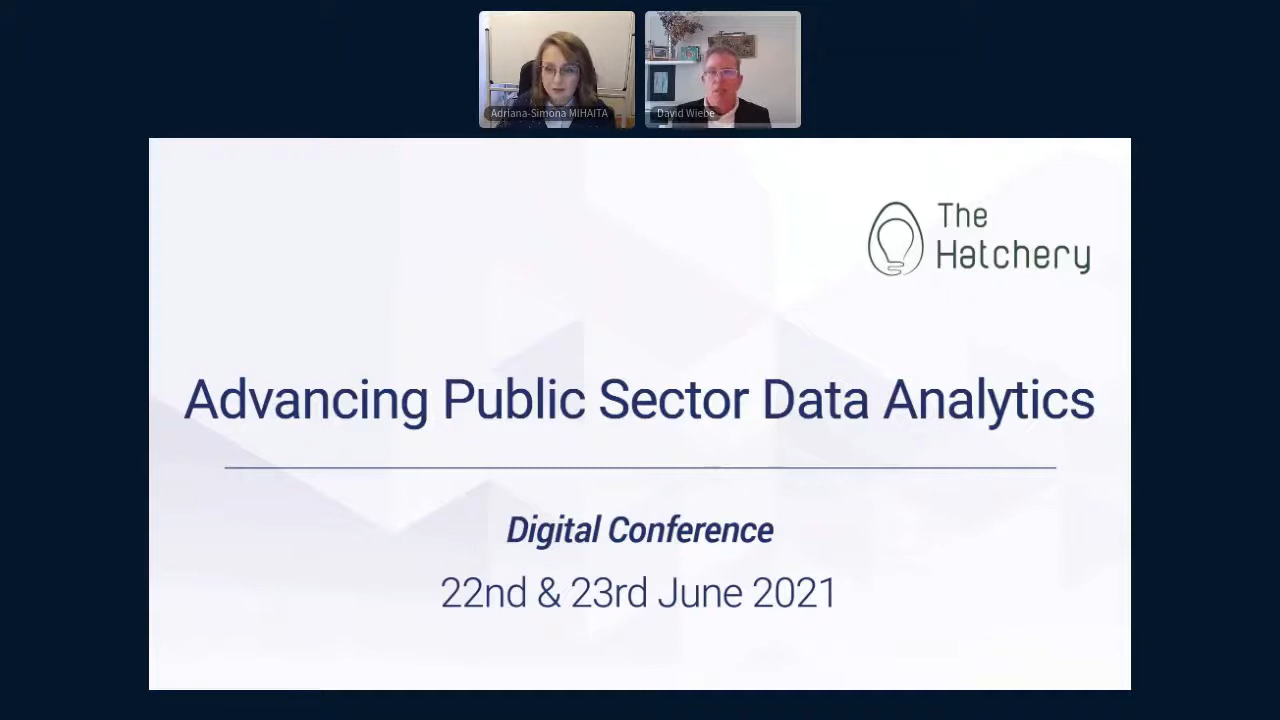 Adriana-Simona MIHAITA
David Wiebe
The
Hatchery
Advancing Public Sector Data Analytics
Digital Conference
22nd & 23rd June 2021